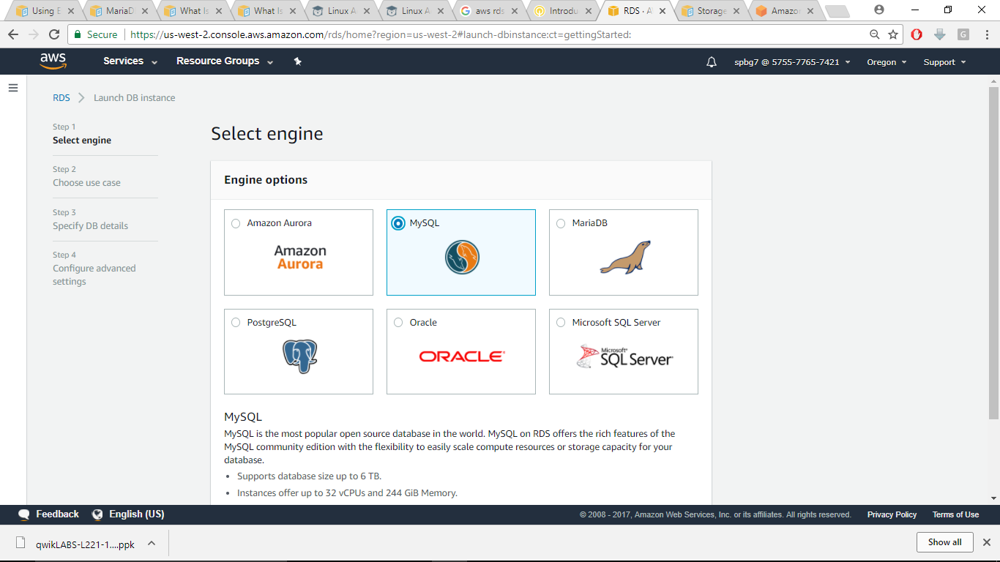 Using E
MariaD
What Is
What Is
Linux A
Linux A
aws rds
Introdu
RDS · A
Storage
Amazon
Secure
https://us-west-2.console.aws.amazon.com/rds/home?region=us-west-2#launch-dbinstance:ct=gettingStarted:
G
aws
Services
Resource Groups
spbg7 @ 5755-7765-7421
Oregon
Support
RDS
Launch DB instance
Step 1
Select engine
Step 2
Choose use case
Step 3
Specify DB details
Step 4
Configure advanced
settings
Select engine
Engine options
Amazon Aurora
Amazon
Aurora
MySQL
MariaDB
PostgreSQL
Oracle
ORACLE
Microsoft SQL Server
Microsoft
SQL Server
MySQL
MySQL is the most popular open source database in the world. MySQL on RDS offers the rich features of the
MySQL community edition with the flexibility to easily scale compute resources or storage capacity for your
database.
• Supports database size up to 6 TB.
• Instances offer up to 32 vCPUs and 244 GiB Memory.
Feedback
English (US)
© 2008 - 2017, Amazon Web Services, Inc. or its affiliates. All rights reserved.
Privacy Policy
Terms of Use
qwikLABS-L221-1....ppk
Show all